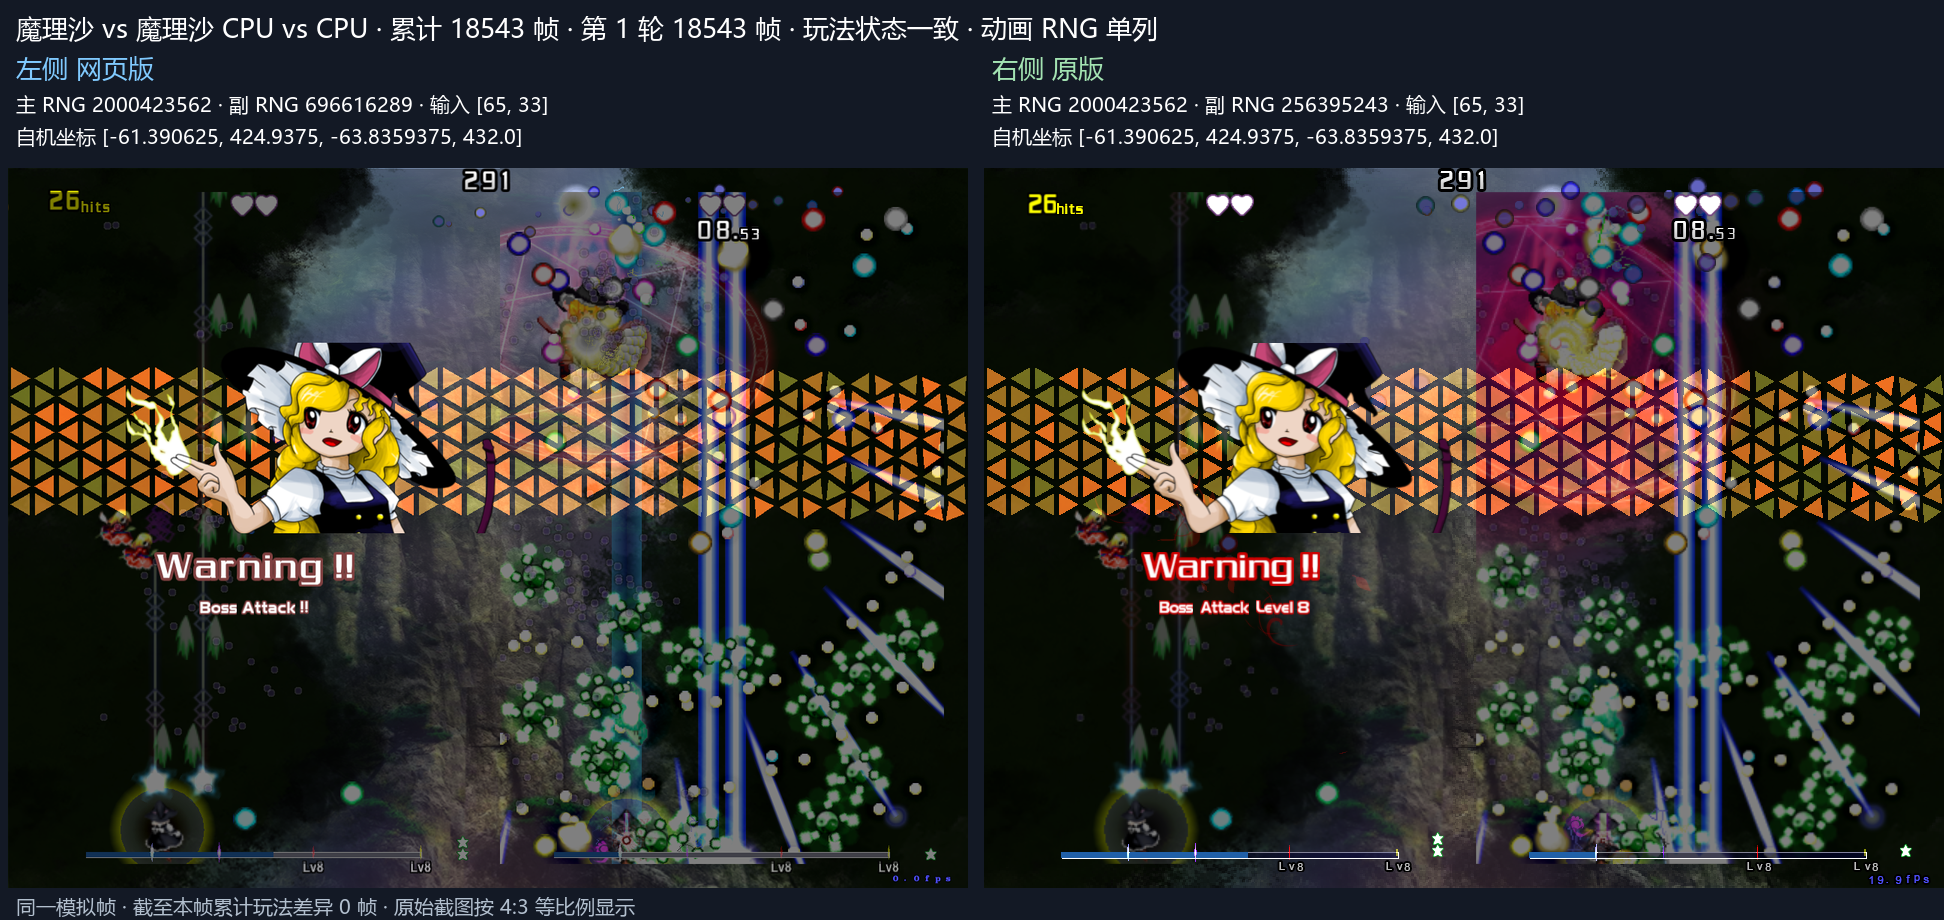 魔理沙 vs 魔理沙 CPU vs CPU · 累计 18543 帧 · 第 1 轮 18543 帧 · 玩法状态一致 · 动画 RNG 单列
左侧 网页版
主 RNG 2000423562 · 副 RNG 696616289 · 输入 [65, 33]
自机坐标 [-61.390625, 424.9375, -63.8359375, 432.0]
右侧 原版
主 RNG 2000423562 · 副 RNG 256395243 · 输入 [65, 33]
自机坐标 [-61.390625, 424.9375, -63.8359375, 432.0]
291
26hits
08.53
Warning !!
Boss Attack !!
Lv8 Lv8 Lv8 Lv8
0.0fps
291
26hits
08.53
Warning !!
Boss Attack Level 8
Lv8 Lv8 Lv8 Lv8
19.9fps
同一模拟帧 · 截至本帧累计玩法差异 0 帧 · 原始截图按 4:3 等比例显示